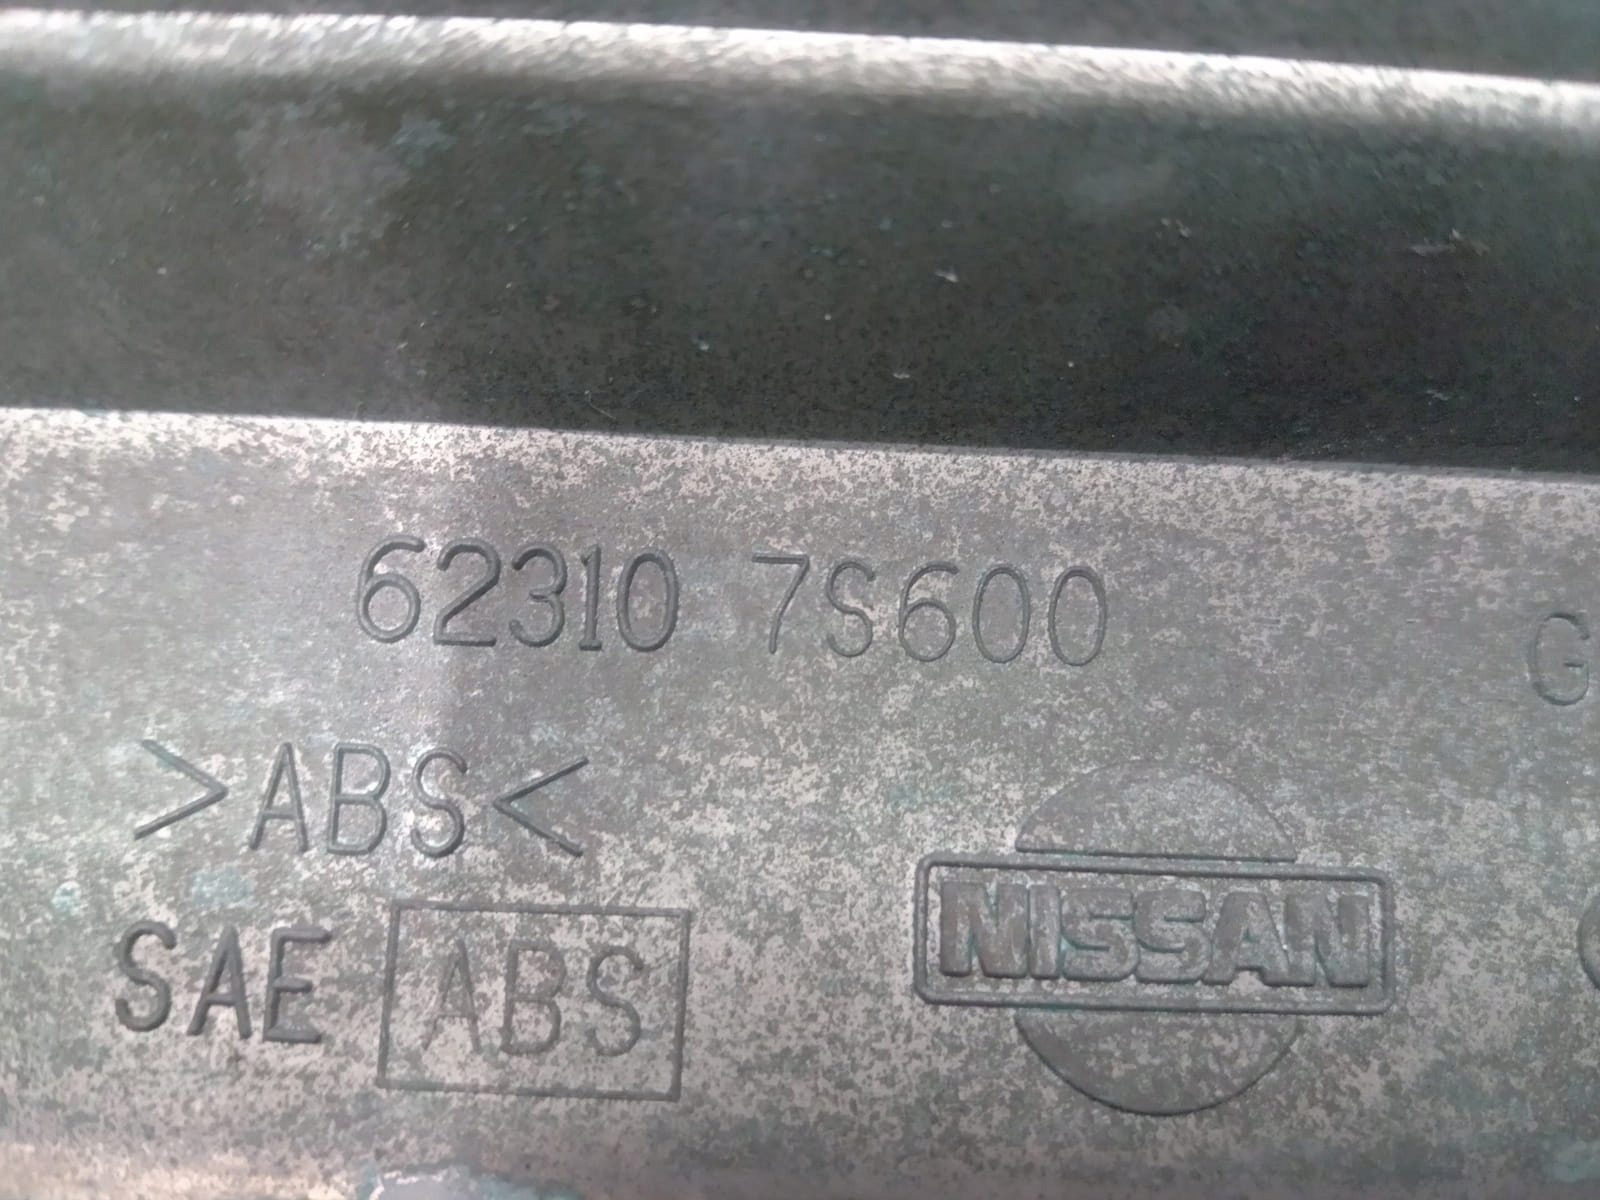 62310 7S600
G
>ABS<
SAE ABS
NISSAN